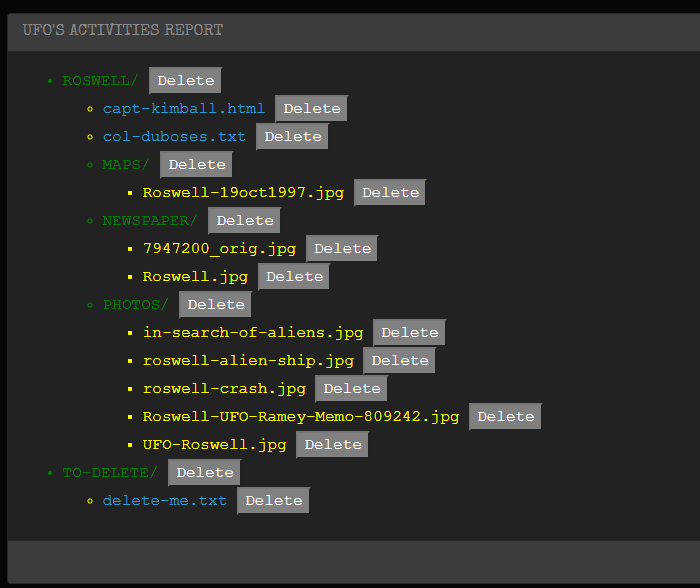 UFO'S ACTIVITIES REPORT
ROSWELL/ Delete
capt-kimball.html Delete
col-duboses.txt Delete
MAPS/ Delete
Roswell-19oct1997.jpg Delete
NEWSPAPER/ Delete
7947200_orig.jpg Delete
Roswell.jpg Delete
PHOTOS/ Delete
in-search-of-aliens.jpg Delete
roswell-alien-ship.jpg Delete
roswell-crash.jpg Delete
Roswell-UFO-Ramey-Memo-809242.jpg Delete
UFO-Roswell.jpg Delete
TO-DELETE/ Delete
delete-me.txt Delete